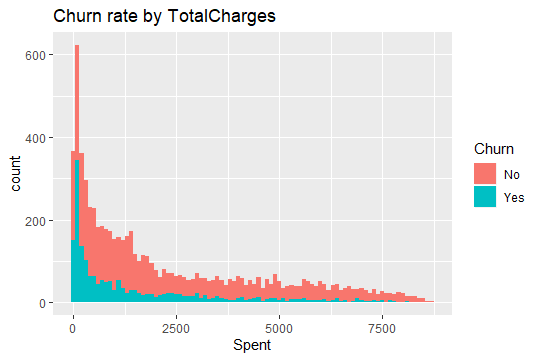 Churn rate by TotalCharges
count
600
400
200
0
0 2500 5000 7500
Spent
Churn
No
Yes